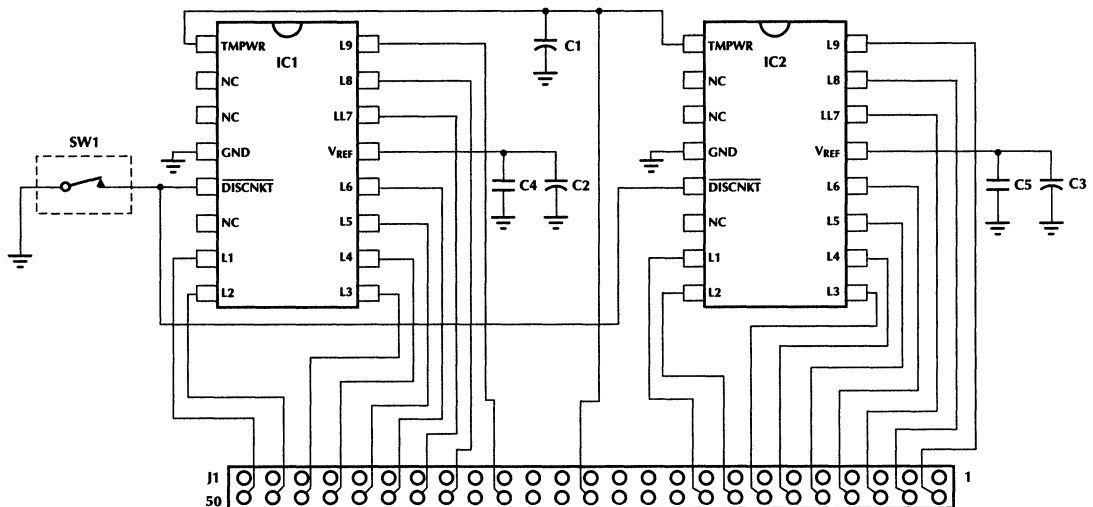 TMPWR
L9
IC1
NC
L8
NC
LL7
GND
VREF
DISCNKT
L6
NC
L5
L1
L4
L2
L3
SW1
C1
C4
C2
TMPWR
L9
IC2
NC
L8
NC
LL7
GND
VREF
DISCNKT
L6
NC
L5
L1
L4
L2
L3
C5
C3
J1
1
50